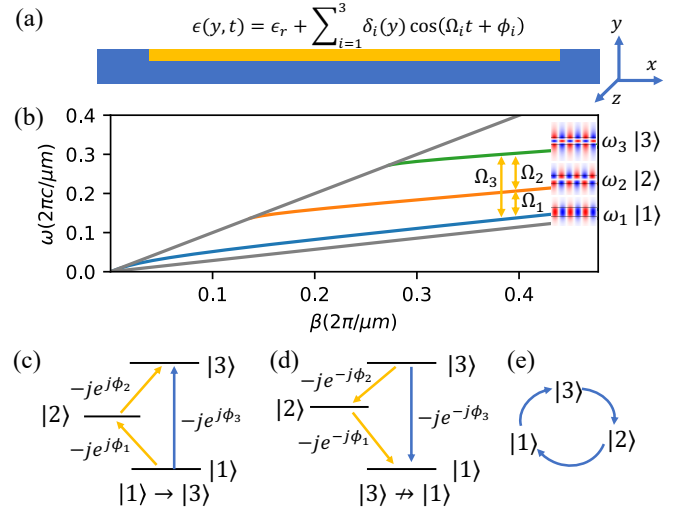 (a)
ϵ(y, t) = ϵ_r + ∑_{i=1}^{3} δ_i(y) cos(Ω_i t + ϕ_i)
y
x
z
(b)
ω(2πc/μm)
0.4
0.3
0.2
0.1
0.0
0.1 0.2 0.3 0.4
β(2π/μm)
Ω_3 Ω_2
Ω_1
ω_3 |3⟩
ω_2 |2⟩
ω_1 |1⟩
(c)
|3⟩
−je^{jϕ_2}
|2⟩
−je^{jϕ_3}
−je^{jϕ_1}
|1⟩
|1⟩ → |3⟩
(d)
|3⟩
−je^{−jϕ_2}
|2⟩
−je^{−jϕ_3}
−je^{−jϕ_1}
|1⟩
|3⟩ ↛ |1⟩
(e)
|3⟩
|1⟩ |2⟩